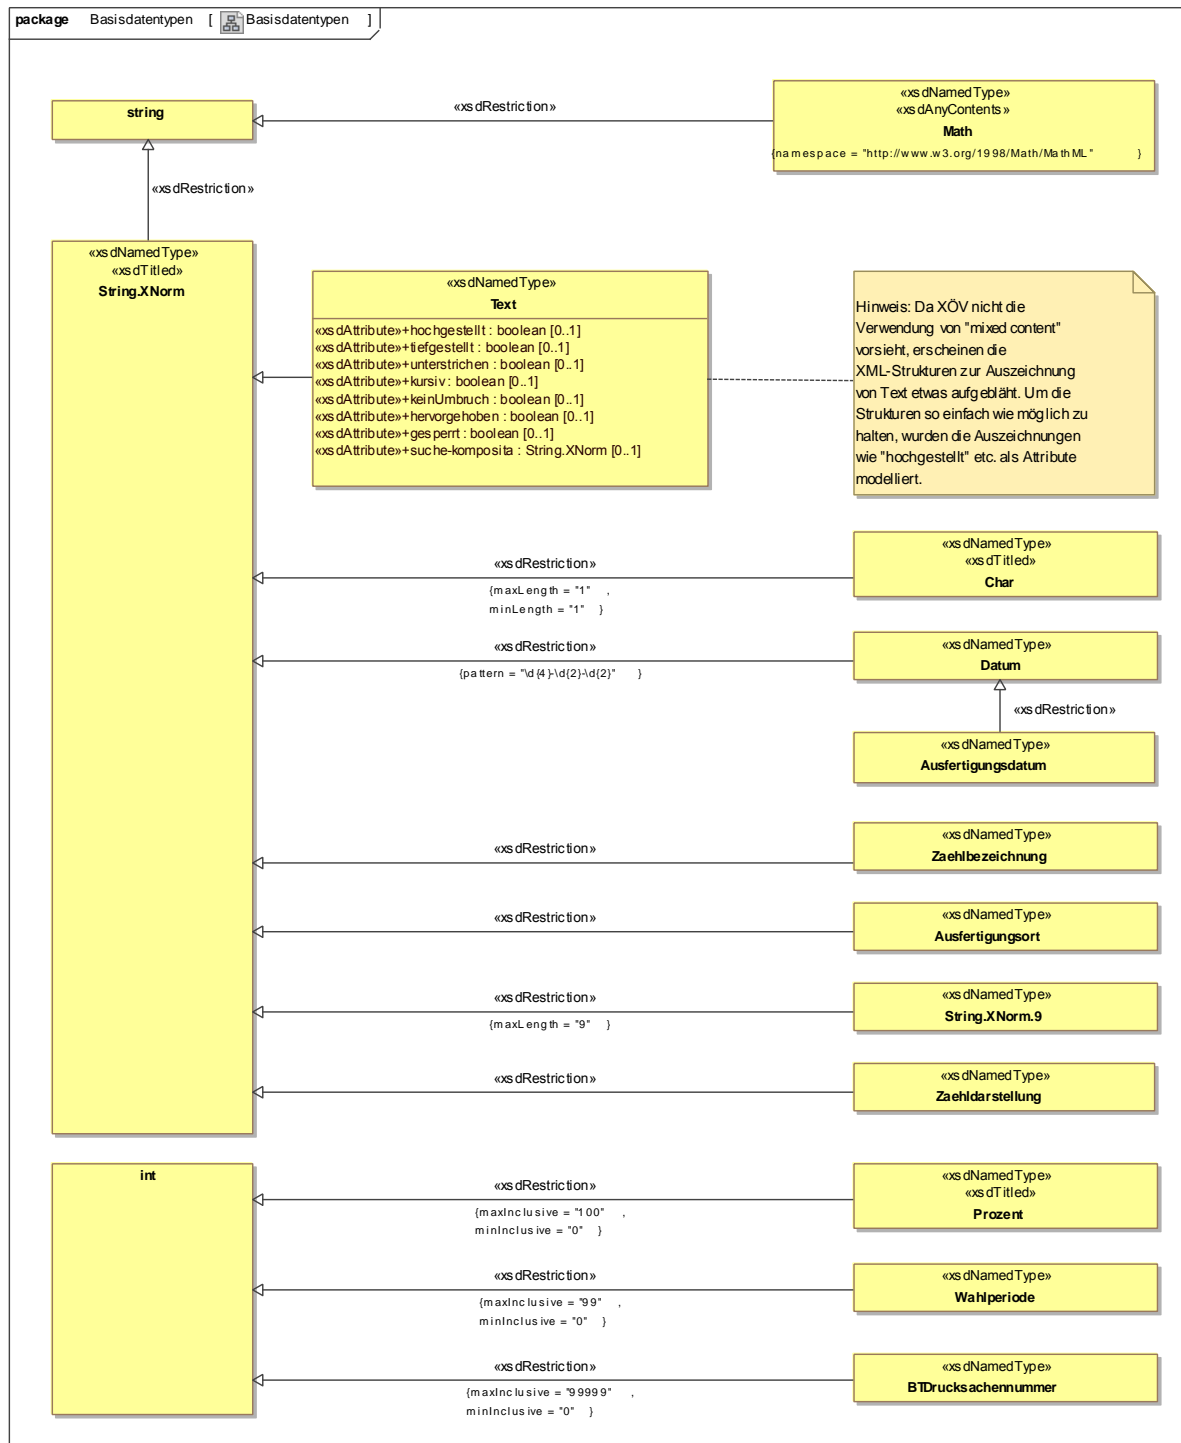 package Basisdatentypen [ Basisdatentypen ]
string
«xsdRestriction»
«xsdNamedType»
«xsdAnyContents»
Math
{namespace = "http://www.w3.org/1998/Math/MathML" }
«xsdRestriction»
«xsdNamedType»
«xsdTitled»
String.XNorm
«xsdNamedType»
Text
«xsdAttribute»+hochgestellt : boolean [0..1]
«xsdAttribute»+tiefgestellt : boolean [0..1]
«xsdAttribute»+unterstrichen : boolean [0..1]
«xsdAttribute»+kursiv : boolean [0..1]
«xsdAttribute»+keinUmbruch : boolean [0..1]
«xsdAttribute»+hervorgehoben : boolean [0..1]
«xsdAttribute»+gesperrt : boolean [0..1]
«xsdAttribute»+suche-komposita : String.XNorm [0..1]
Hinweis: Da XÖV nicht die
Verwendung von "mixed content"
vorsieht, erscheinen die
XML-Strukturen zur Auszeichnung
von Text etwas aufgebläht. Um die
Strukturen so einfach wie möglich zu
halten, wurden die Auszeichnungen
wie "hochgestellt" etc. als Attribute
modelliert.
«xsdRestriction»
{maxLength = "1" ,
minLength = "1" }
«xsdNamedType»
«xsdTitled»
Char
«xsdRestriction»
{pattern = "\d{4}-\d{2}-\d{2}" }
«xsdNamedType»
Datum
«xsdRestriction»
«xsdNamedType»
Ausfertigungsdatum
«xsdRestriction»
«xsdNamedType»
Zaehlbezeichnung
«xsdRestriction»
«xsdNamedType»
Ausfertigungsort
«xsdRestriction»
{maxLength = "9" }
«xsdNamedType»
String.XNorm.9
«xsdRestriction»
«xsdNamedType»
Zaehldarstellung
int
«xsdRestriction»
{maxInclusive = "100" ,
minInclusive = "0" }
«xsdNamedType»
«xsdTitled»
Prozent
«xsdRestriction»
{maxInclusive = "99" ,
minInclusive = "0" }
«xsdNamedType»
Wahlperiode
«xsdRestriction»
{maxInclusive = "99999" ,
minInclusive = "0" }
«xsdNamedType»
BTDrucksachennummer